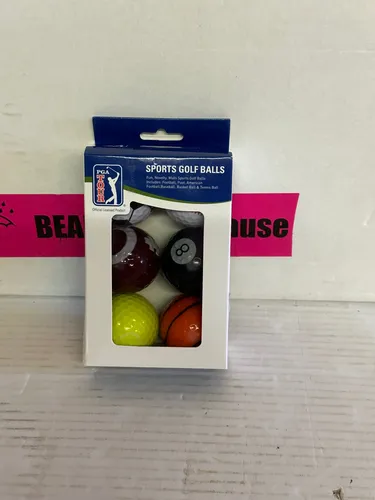 SPORTS GOLF BALLS
Fun, Novelty, Multi Sports Golf Balls
Includes: Football, Pool, American
Football, Baseball, Basket Ball & Tennis Ball
PGA
TOUR
Official Licensed Product
BEA
use
8